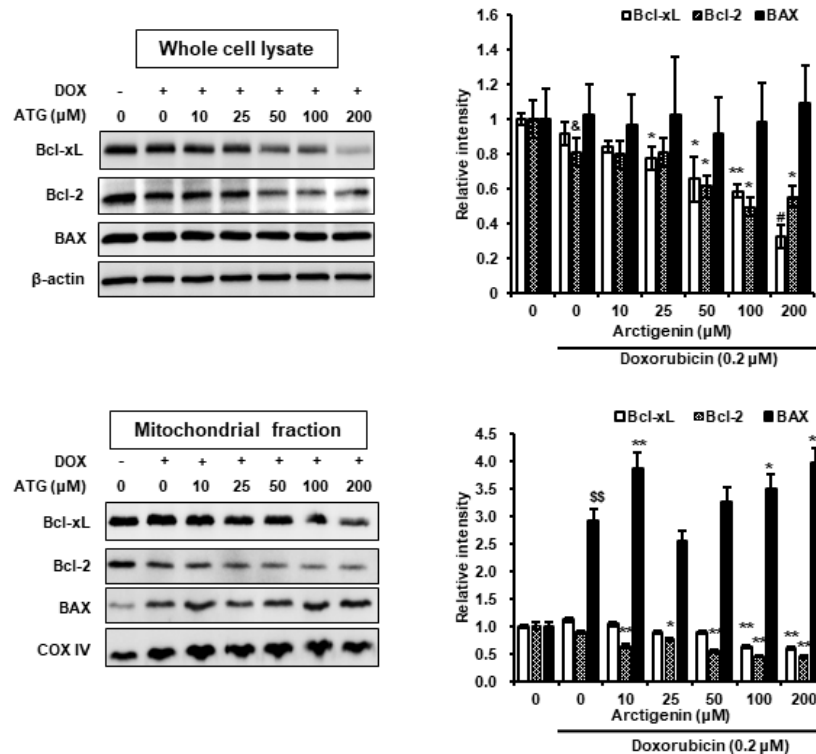 Whole cell lysate
DOX - + + + + + +
ATG (µM) 0 0 10 25 50 100 200
Bcl-xL
Bcl-2
BAX
β-actin
Bcl-xL Bcl-2 BAX
Relative intensity
1.6
1.4
1.2
1
0.8
0.6
0.4
0.2
0
& * * * ** * # *
0 0 10 25 50 100 200
Arctigenin (µM)
Doxorubicin (0.2 µM)
Mitochondrial fraction
DOX - + + + + + +
ATG (µM) 0 0 10 25 50 100 200
Bcl-xL
Bcl-2
BAX
COX IV
Bcl-xL Bcl-2 BAX
Relative intensity
4.5
4.0
3.5
3.0
2.5
2.0
1.5
1.0
0.5
0.0
$$ ** ** * ** ** ** * ** **
0 0 10 25 50 100 200
Arctigenin (µM)
Doxorubicin (0.2 µM)